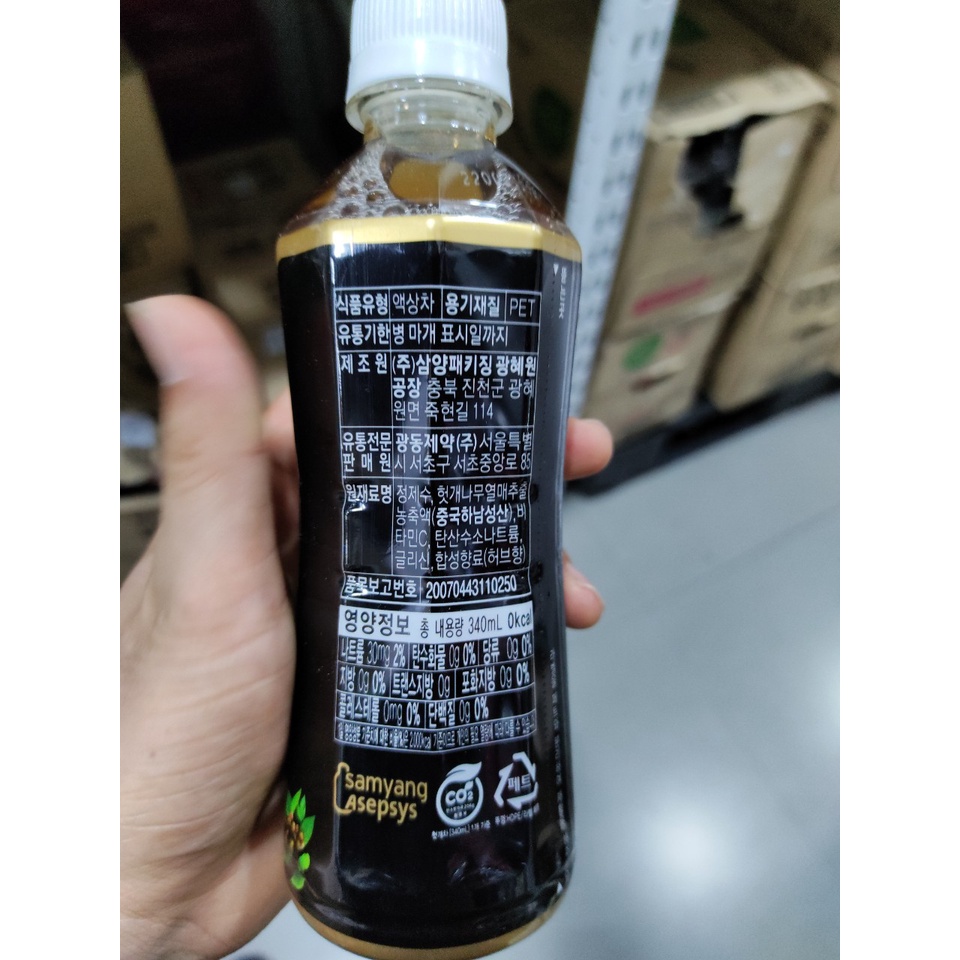 식품유형 액상차 용기재질 PET
유통기한 병 마개 표시일까지
제 조 원 (주)삼양패키징 광혜원
공장 충북 진천군 광혜
원면 죽현길 114
유통전문 광동제약(주) 서울특별
판 매 원 시 서초구 서초중앙로 85
원재료명 정제수, 헛개나무열매추출
농축액(중국하남성산), 비
타민C, 탄산수소나트륨,
글리신, 합성향료(허브향)
품목보고번호 20070443110250
영양정보 총 내용량 340mL 0kcal
나트륨 30mg 2% 탄수화물 0g 0% 당류 0g 0%
지방 0g 0% 트랜스지방 0g 포화지방 0g 0%
콜레스테롤 0mg 0% 단백질 0g 0%
samyang
Asepsys
CO2
페트
헛개차(340mL) 1개 기준